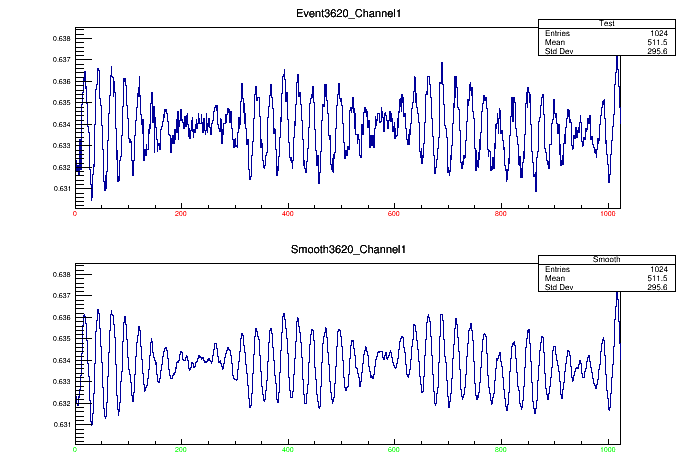 Event3620_Channel1
Test
Entries 1024
Mean 511.5
Std Dev 295.6
0.638
0.637
0.636
0.635
0.634
0.633
0.632
0.631
0 200 400 600 800 1000
Smooth3620_Channel1
Smooth
Entries 1024
Mean 511.5
Std Dev 295.6
0.638
0.637
0.636
0.635
0.634
0.633
0.632
0.631
0 200 400 600 800 1000